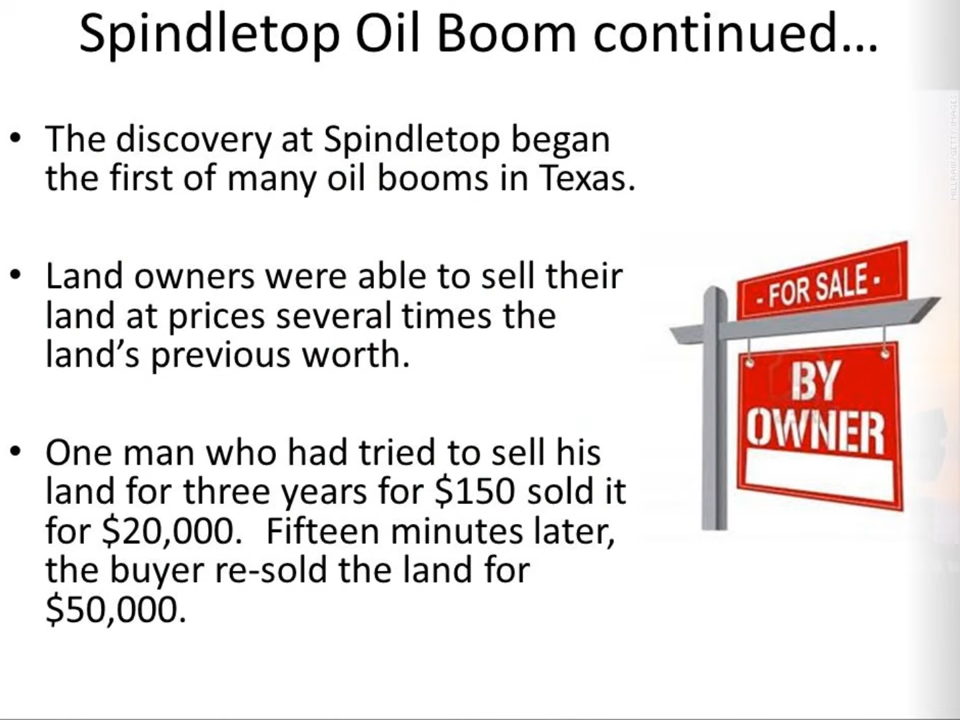 Spindletop Oil Boom continued…
• The discovery at Spindletop began
the first of many oil booms in Texas.
• Land owners were able to sell their
land at prices several times the
land’s previous worth.
• One man who had tried to sell his
land for three years for $150 sold it
for $20,000.  Fifteen minutes later,
the buyer re-sold the land for
$50,000.
- FOR SALE -
BY
OWNER